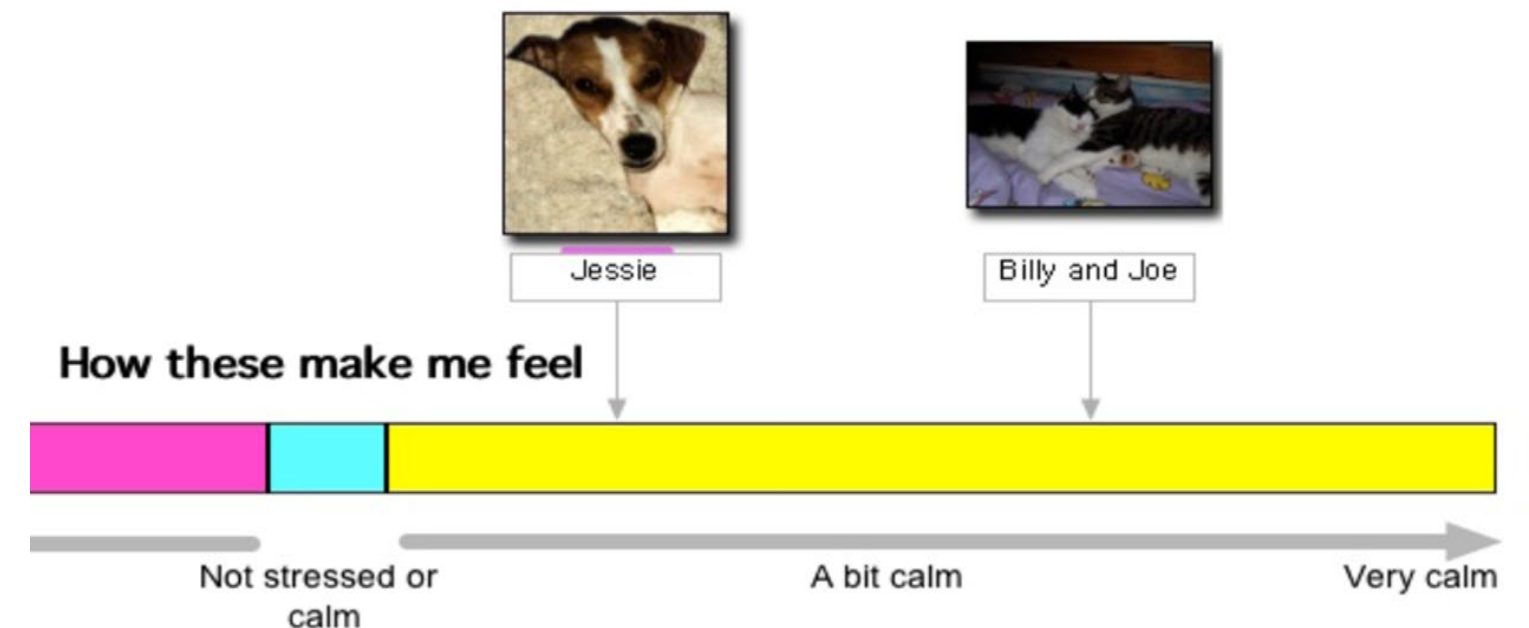 Jessie
Billy and Joe
How these make me feel
Not stressed or
calm
A bit calm
Very calm